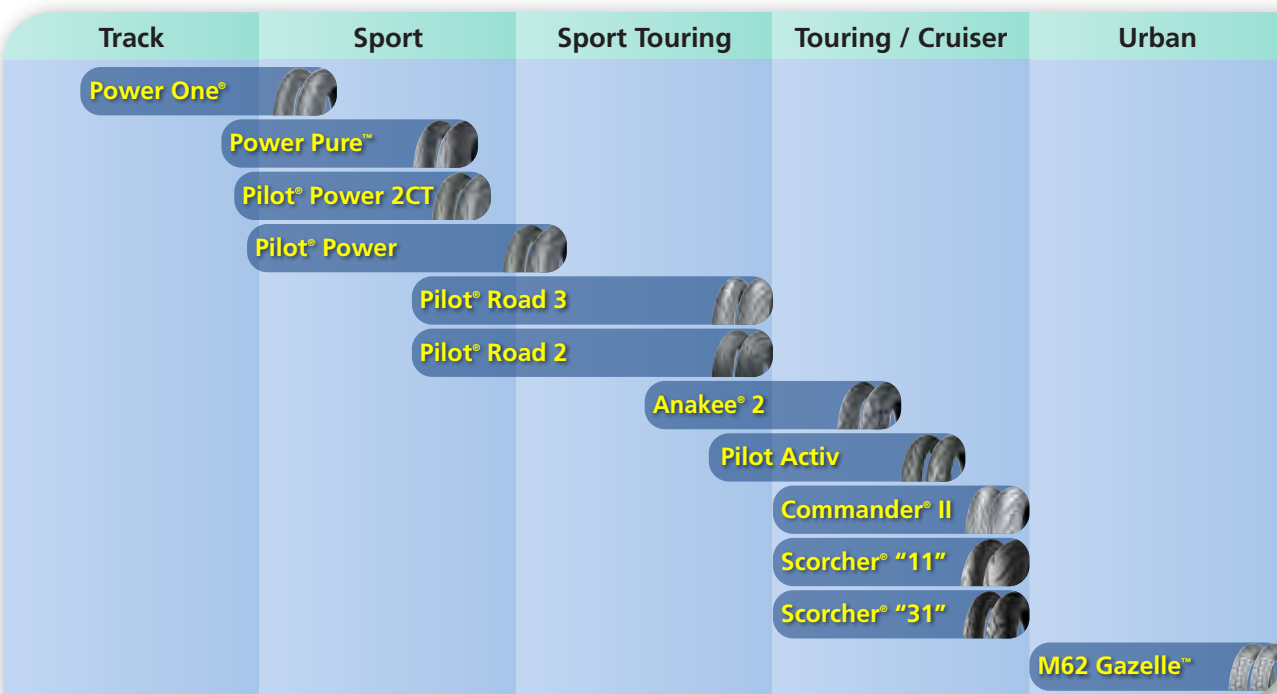 Track Sport Sport Touring Touring / Cruiser Urban
Power One®
Power Pure™
Pilot® Power 2CT
Pilot® Power
Pilot® Road 3
Pilot® Road 2
Anakee® 2
Pilot Activ
Commander® II
Scorcher® “11”
Scorcher® “31”
M62 Gazelle™